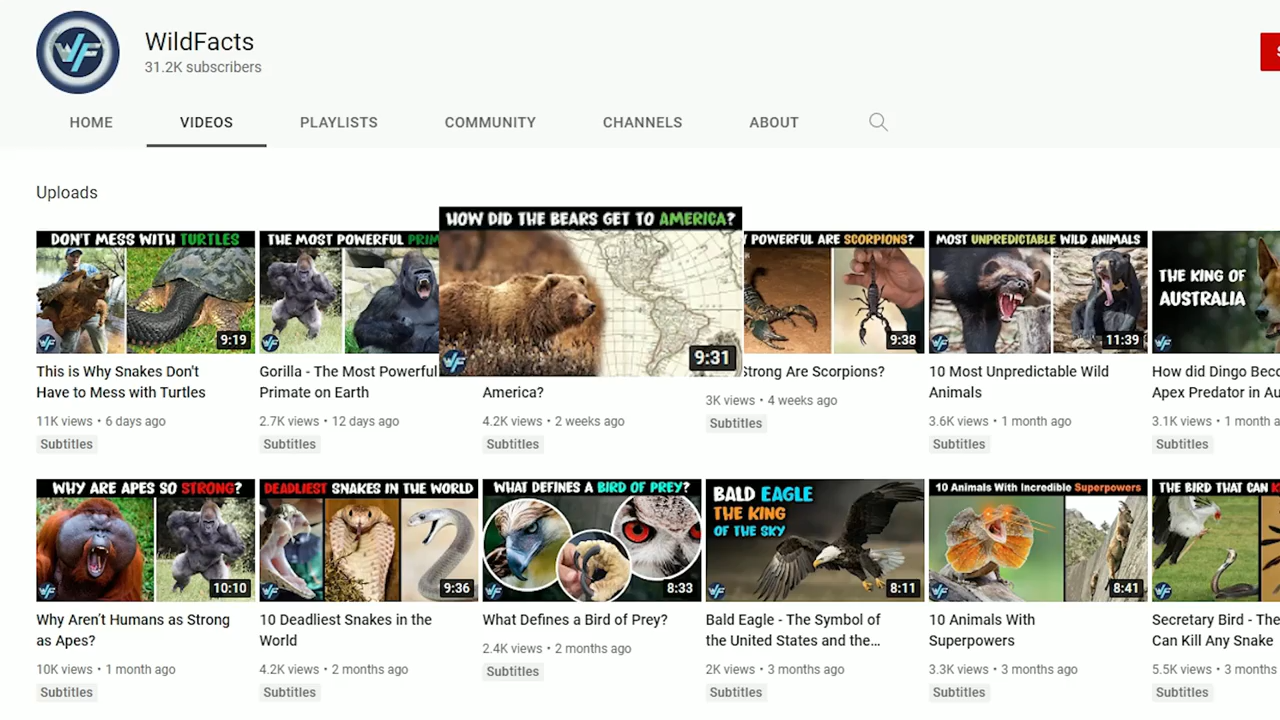 WF
WildFacts
31.2K subscribers
HOME VIDEOS PLAYLISTS COMMUNITY CHANNELS ABOUT
Uploads
DON'T MESS WITH TURTLES
9:19
This is Why Snakes Don't
Have to Mess with Turtles
11K views • 6 days ago
Subtitles
THE MOST POWERFUL PRIM
Gorilla - The Most Powerful
Primate on Earth
2.7K views • 12 days ago
Subtitles
HOW DID THE BEARS GET TO AMERICA?
9:31
America?
4.2K views • 2 weeks ago
Subtitles
POWERFUL ARE SCORPIONS?
9:38
Strong Are Scorpions?
3K views • 4 weeks ago
Subtitles
MOST UNPREDICTABLE WILD ANIMALS
11:39
10 Most Unpredictable Wild
Animals
3.6K views • 1 month ago
Subtitles
THE KING OF
AUSTRALIA
How did Dingo Beco
Apex Predator in Au
3.1K views • 1 month a
Subtitles
WHY ARE APES SO STRONG?
10:10
Why Aren't Humans as Strong
as Apes?
10K views • 1 month ago
Subtitles
DEADLIEST SNAKES IN THE WORLD
9:36
10 Deadliest Snakes in the
World
4.2K views • 2 months ago
Subtitles
WHAT DEFINES A BIRD OF PREY?
8:33
What Defines a Bird of Prey?
2.4K views • 2 months ago
Subtitles
BALD EAGLE
THE KING
OF THE SKY
8:11
Bald Eagle - The Symbol of
the United States and the...
2K views • 3 months ago
Subtitles
10 Animals With Incredible Superpowers
8:41
10 Animals With
Superpowers
3.3K views • 3 months ago
Subtitles
THE BIRD THAT CAN K
Secretary Bird - The
Can Kill Any Snake
5.5K views • 3 months
Subtitles